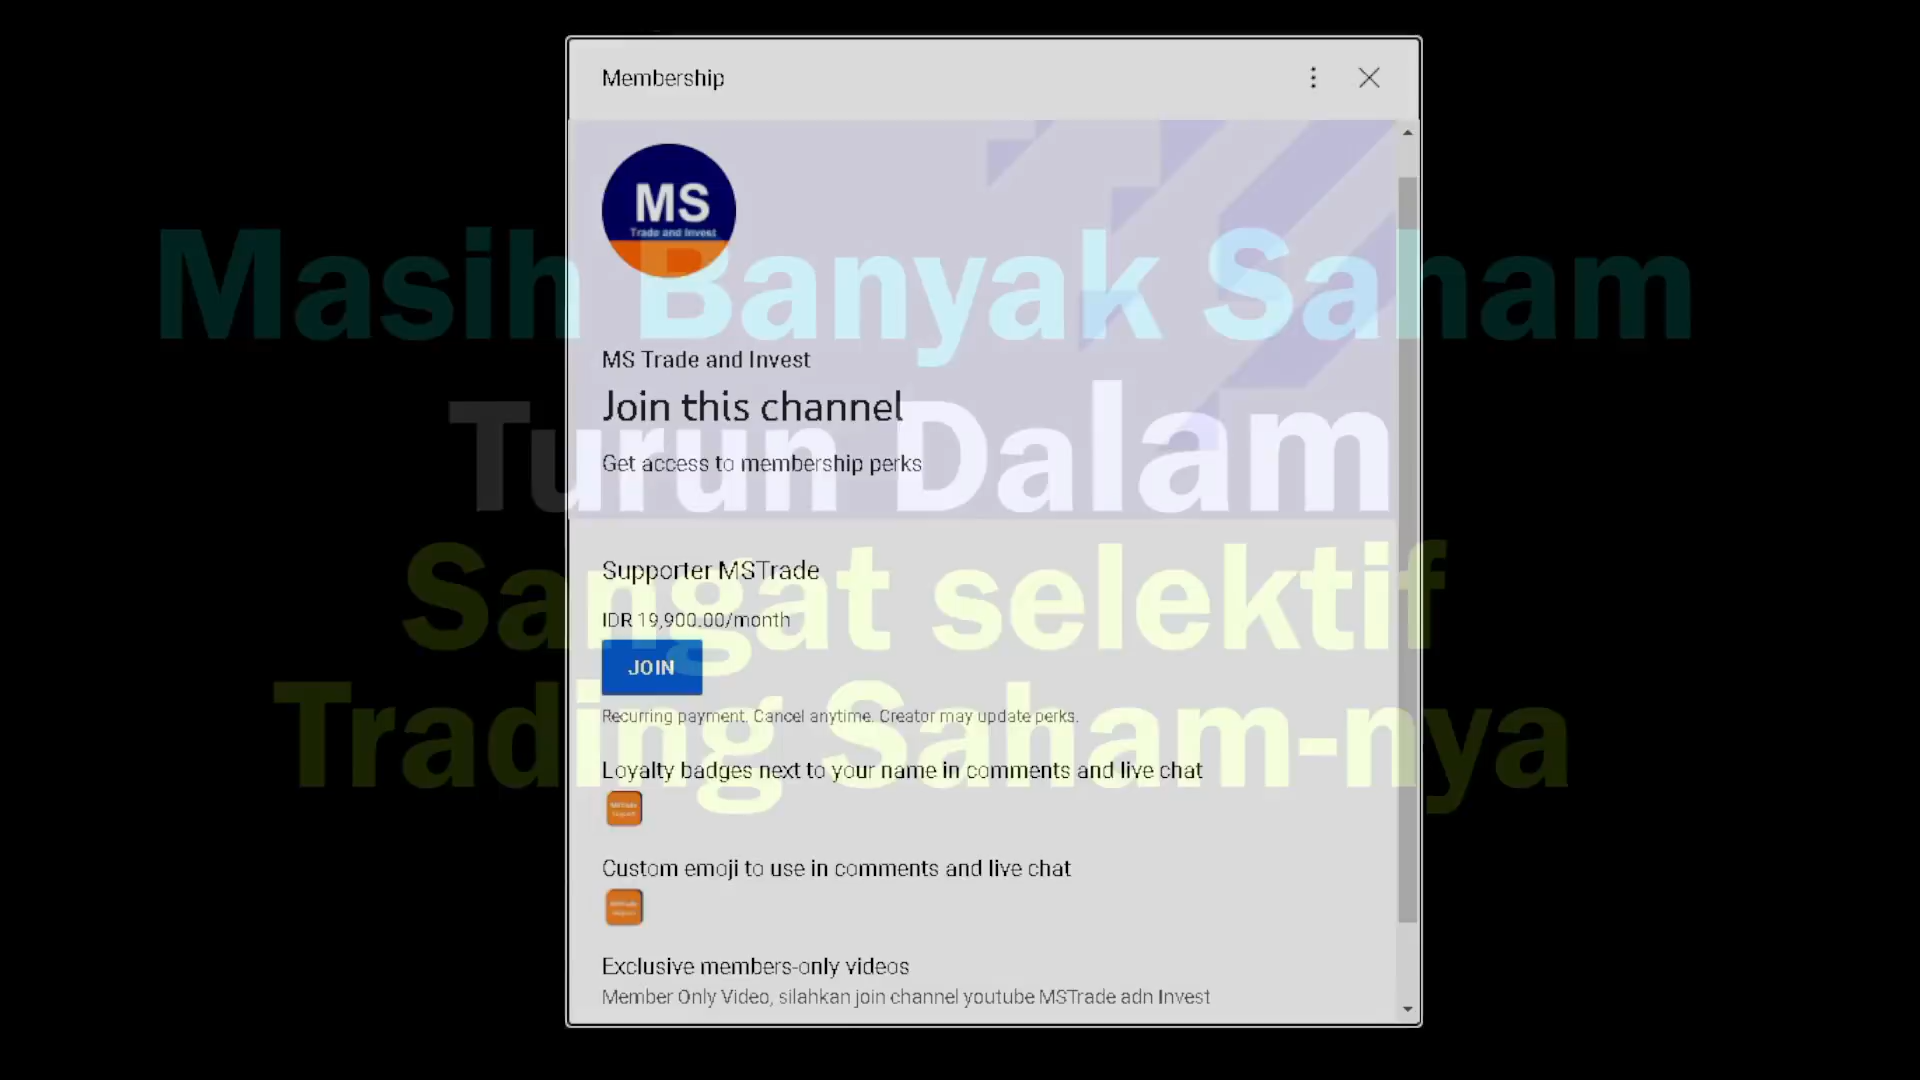 Membership
MS
Trade and Invest
Masih Banyak Saham
MS Trade and Invest
Join this channel
Turun Dalam
Get access to membership perks
Supporter MSTrade
Sangat selektif
IDR 19,900.00/month
JOIN
Recurring payment. Cancel anytime. Creator may update perks.
Trading Saham-nya
Loyalty badges next to your name in comments and live chat
Custom emoji to use in comments and live chat
Exclusive members-only videos
Member Only Video, silahkan join channel youtube MSTrade adn Invest